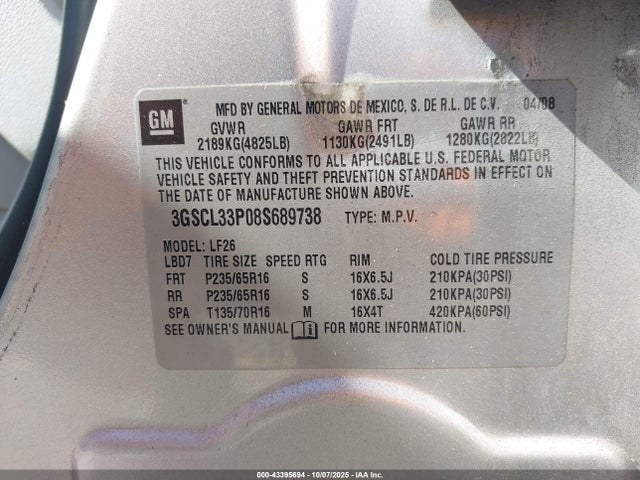 GM
MFD BY GENERAL MOTORS DE MEXICO, S. DE R.L. DE C.V. 04/08
GVWR GAWR FRT GAWR RR
2189KG(4825LB) 1130KG(2491LB) 1280KG(2822LB)
THIS VEHICLE CONFORMS TO ALL APPLICABLE U.S. FEDERAL MOTOR
VEHICLE SAFETY AND THEFT PREVENTION STANDARDS IN EFFECT ON
THE DATE OF MANUFACTURE SHOWN ABOVE.
3GSCL33P08S689738 TYPE: M.P.V.
MODEL: LF26
LBD7 TIRE SIZE SPEED RTG RIM COLD TIRE PRESSURE
FRT P235/65R16 S 16X6.5J 210KPA(30PSI)
RR P235/65R16 S 16X6.5J 210KPA(30PSI)
SPA T135/70R16 M 16X4T 420KPA(60PSI)
SEE OWNER'S MANUAL FOR MORE INFORMATION.
000-43395694 - 10/07/2025 - IAA Inc.